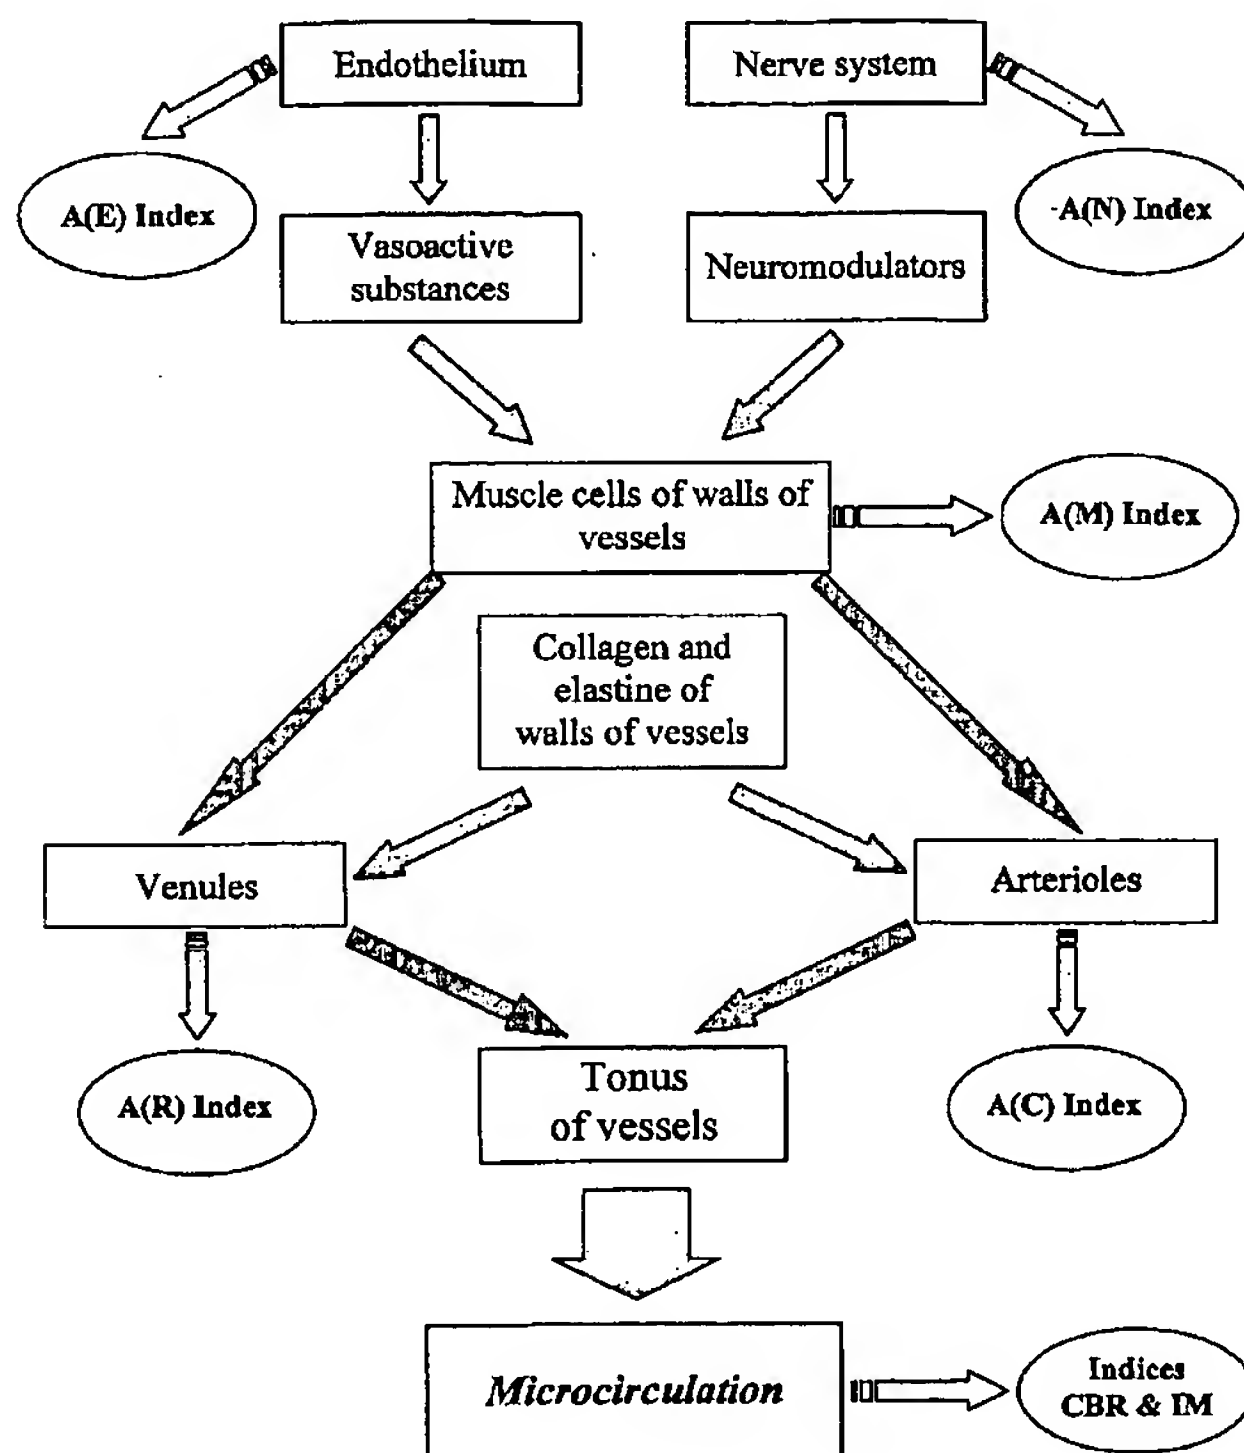 Endothelium
Nerve system
A(E) Index
-A(N) Index
Vasoactive
substances
Neuromodulators
Muscle cells of walls of
vessels
A(M) Index
Collagen and
elastine of
walls of vessels
Venules
Arterioles
A(R) Index
Tonus
of vessels
A(C) Index
Microcirculation
Indices
CBR & IM